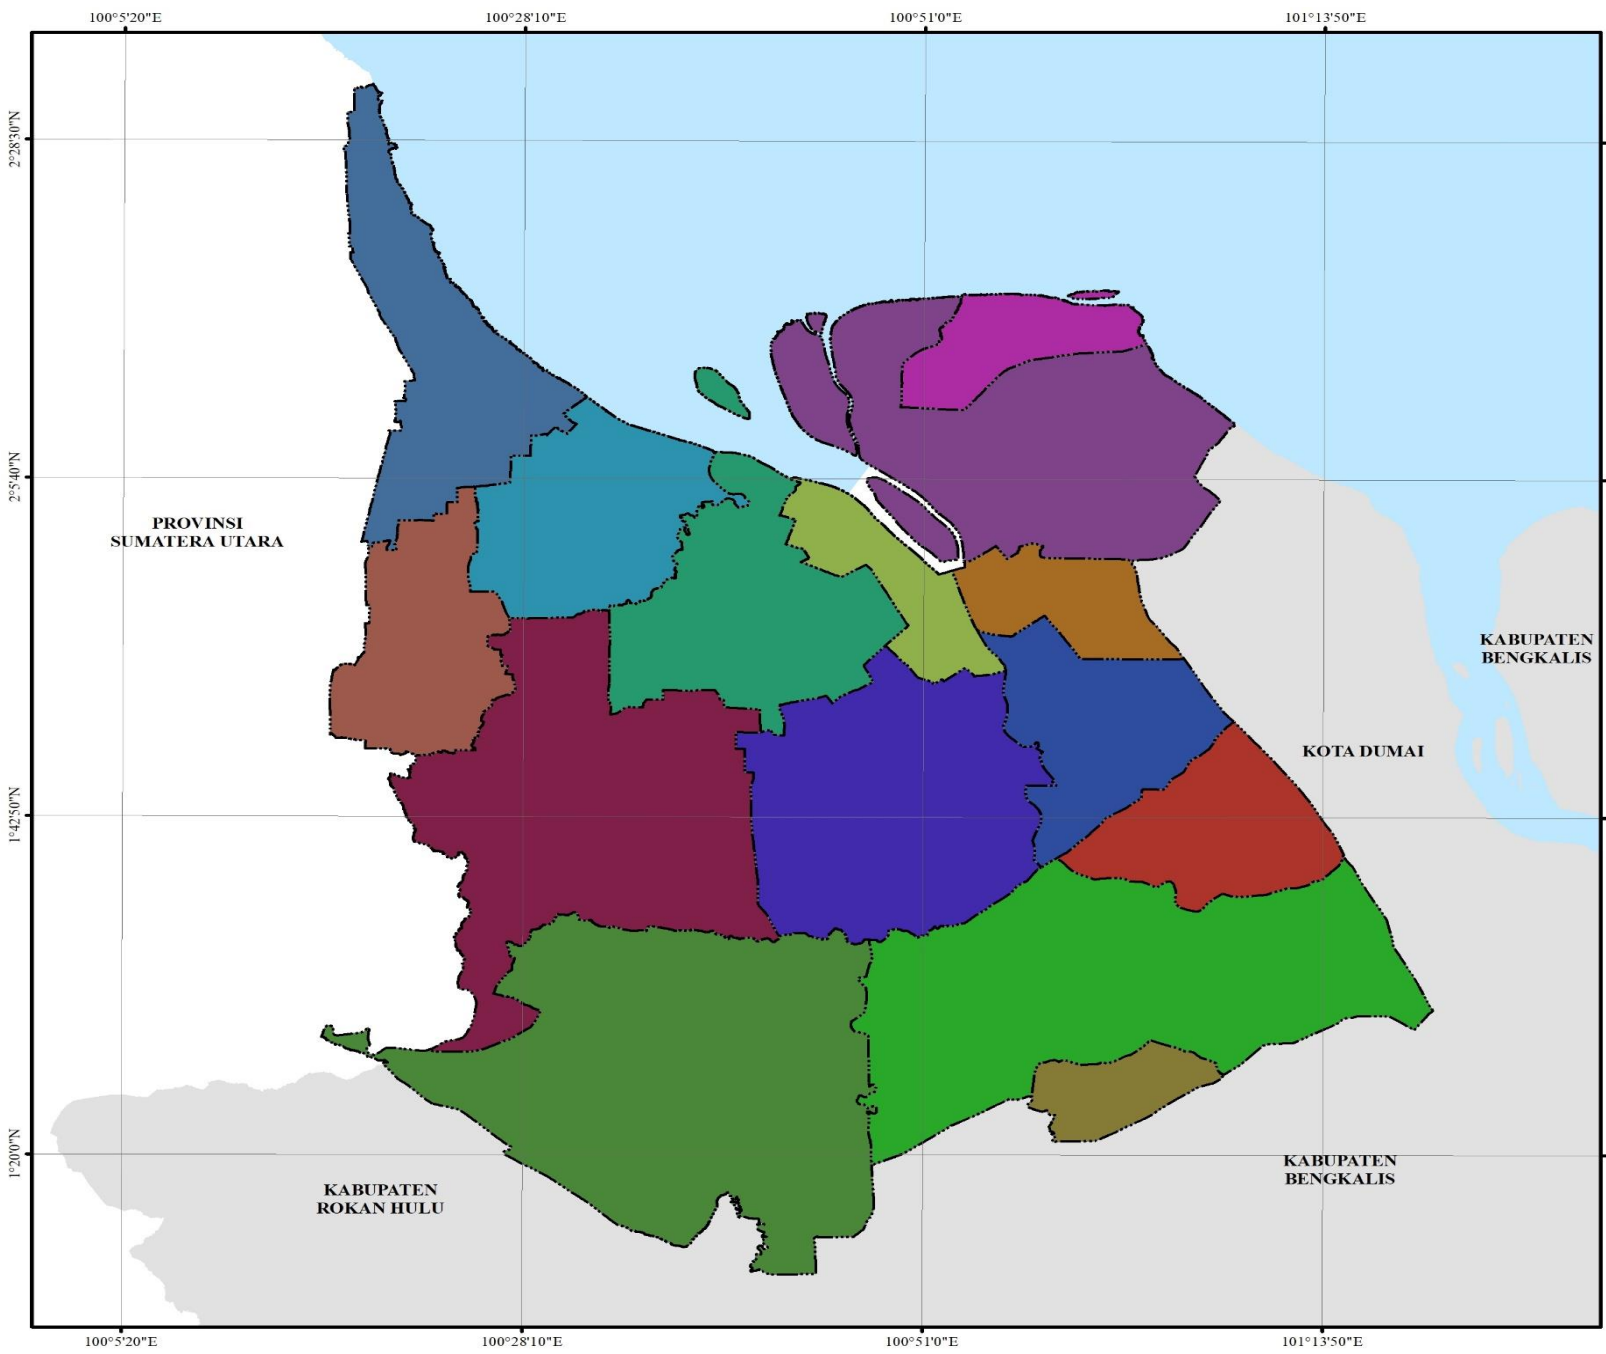 100°5'20"E
100°28'10"E
100°51'0"E
101°13'50"E
2°28'30"N
2°5'40"N
PROVINSI
SUMATERA UTARA
KABUPATEN
BENGKALIS
KOTA DUMAI
1°42'50"N
1°20'0"N
KABUPATEN
ROKAN HULU
KABUPATEN
BENGKALIS
100°5'20"E
100°28'10"E
100°51'0"E
101°13'50"E